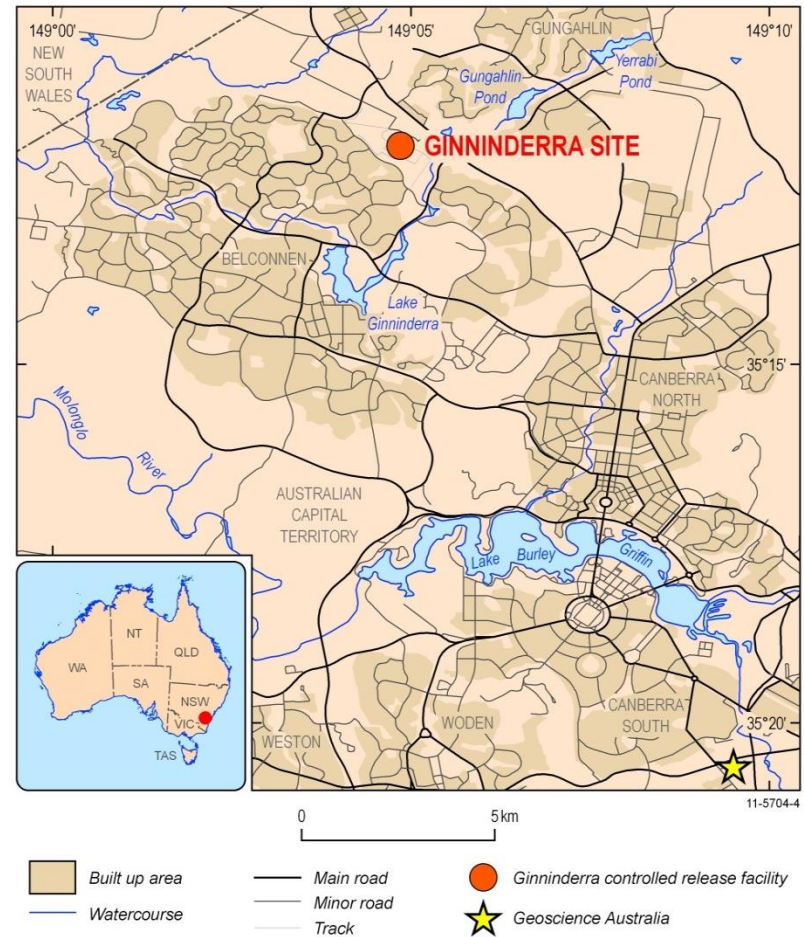 149°00'
149°05'
149°10'
NEW
SOUTH
WALES
GUNGAHLIN
Gungahlin
Pond
Yerrabi
Pond
GINNINDERRA SITE
BELCONNEN
Lake
Ginninderra
35°15'
CANBERRA
NORTH
Molonglo
River
AUSTRALIAN
CAPITAL
TERRITORY
Lake Burley Griffin
WA
NT
QLD
SA
NSW
VIC
TAS
WESTON
WODEN
CANBERRA
SOUTH
35°20'
11-5704-4
0 5 km
Built up area
Watercourse
Main road
Minor road
Track
Ginninderra controlled release facility
Geoscience Australia